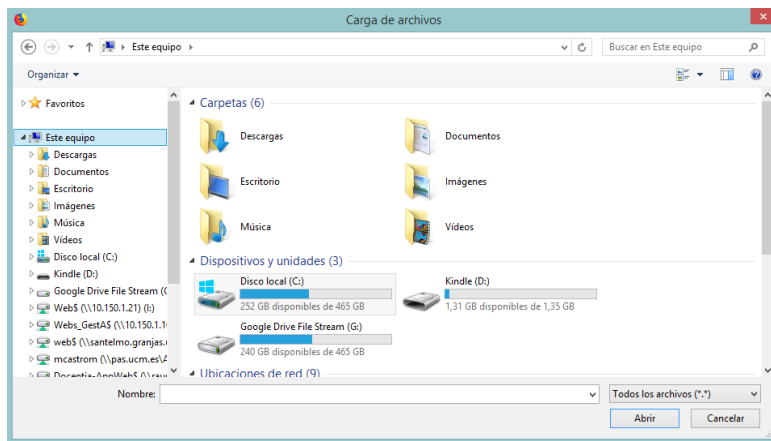 Carga de archivos
Este equipo
Buscar en Este equipo
Organizar
Favoritos
Este equipo
Descargas
Documentos
Escritorio
Imágenes
Música
Vídeos
Disco local (C:)
Kindle (D:)
Google Drive File Stream (
Web$ (\\10.150.1.21) (I:)
Webs_GestA$ (\\10.150.1.1
web$ (\\santelmo.granjas.
mcastrom (\\pas.ucm.es\A
Docentia-AppWeb$ (\\
Carpetas (6)
Descargas
Documentos
Escritorio
Imágenes
Música
Vídeos
Dispositivos y unidades (3)
Disco local (C:)
252 GB disponibles de 465 GB
Kindle (D:)
1,31 GB disponibles de 1,35 GB
Google Drive File Stream (G:)
240 GB disponibles de 465 GB
Ubicaciones de red (9)
Nombre:
Todos los archivos (*.*)
Abrir
Cancelar